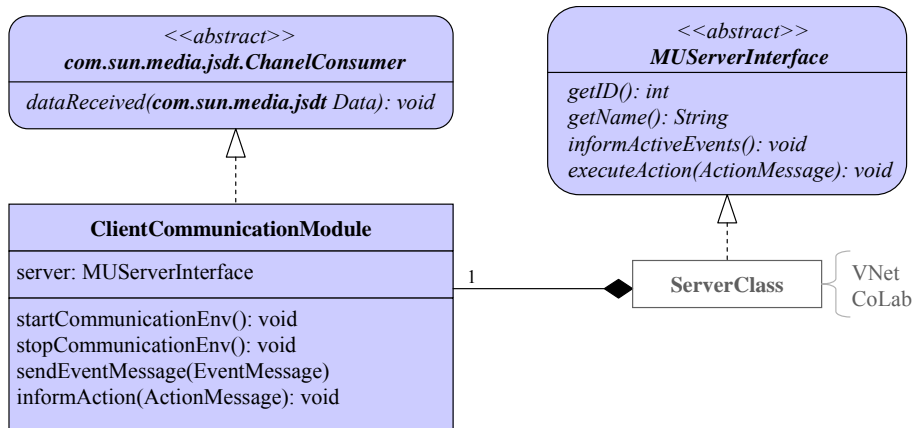 <<abstract>>
com.sun.media.jsdt.ChanelConsumer
dataReceived(com.sun.media.jsdt Data): void
<<abstract>>
MUServerInterface
getID(): int
getName(): String
informActiveEvents(): void
executeAction(ActionMessage): void
ClientCommunicationModule
server: MUServerInterface
startCommunicationEnv(): void
stopCommunicationEnv(): void
sendEventMessage(EventMessage)
informAction(ActionMessage): void
1
ServerClass
VNet
CoLab